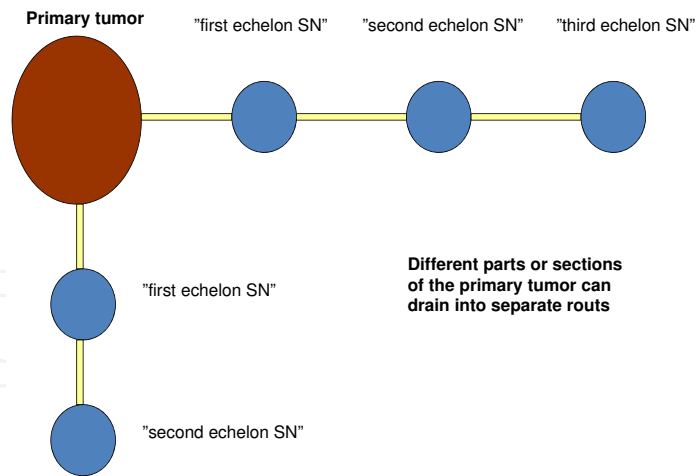 Primary tumor
”first echelon SN”
”second echelon SN”
”third echelon SN”
”first echelon SN”
Different parts or sections
of the primary tumor can
drain into separate routs
”second echelon SN”